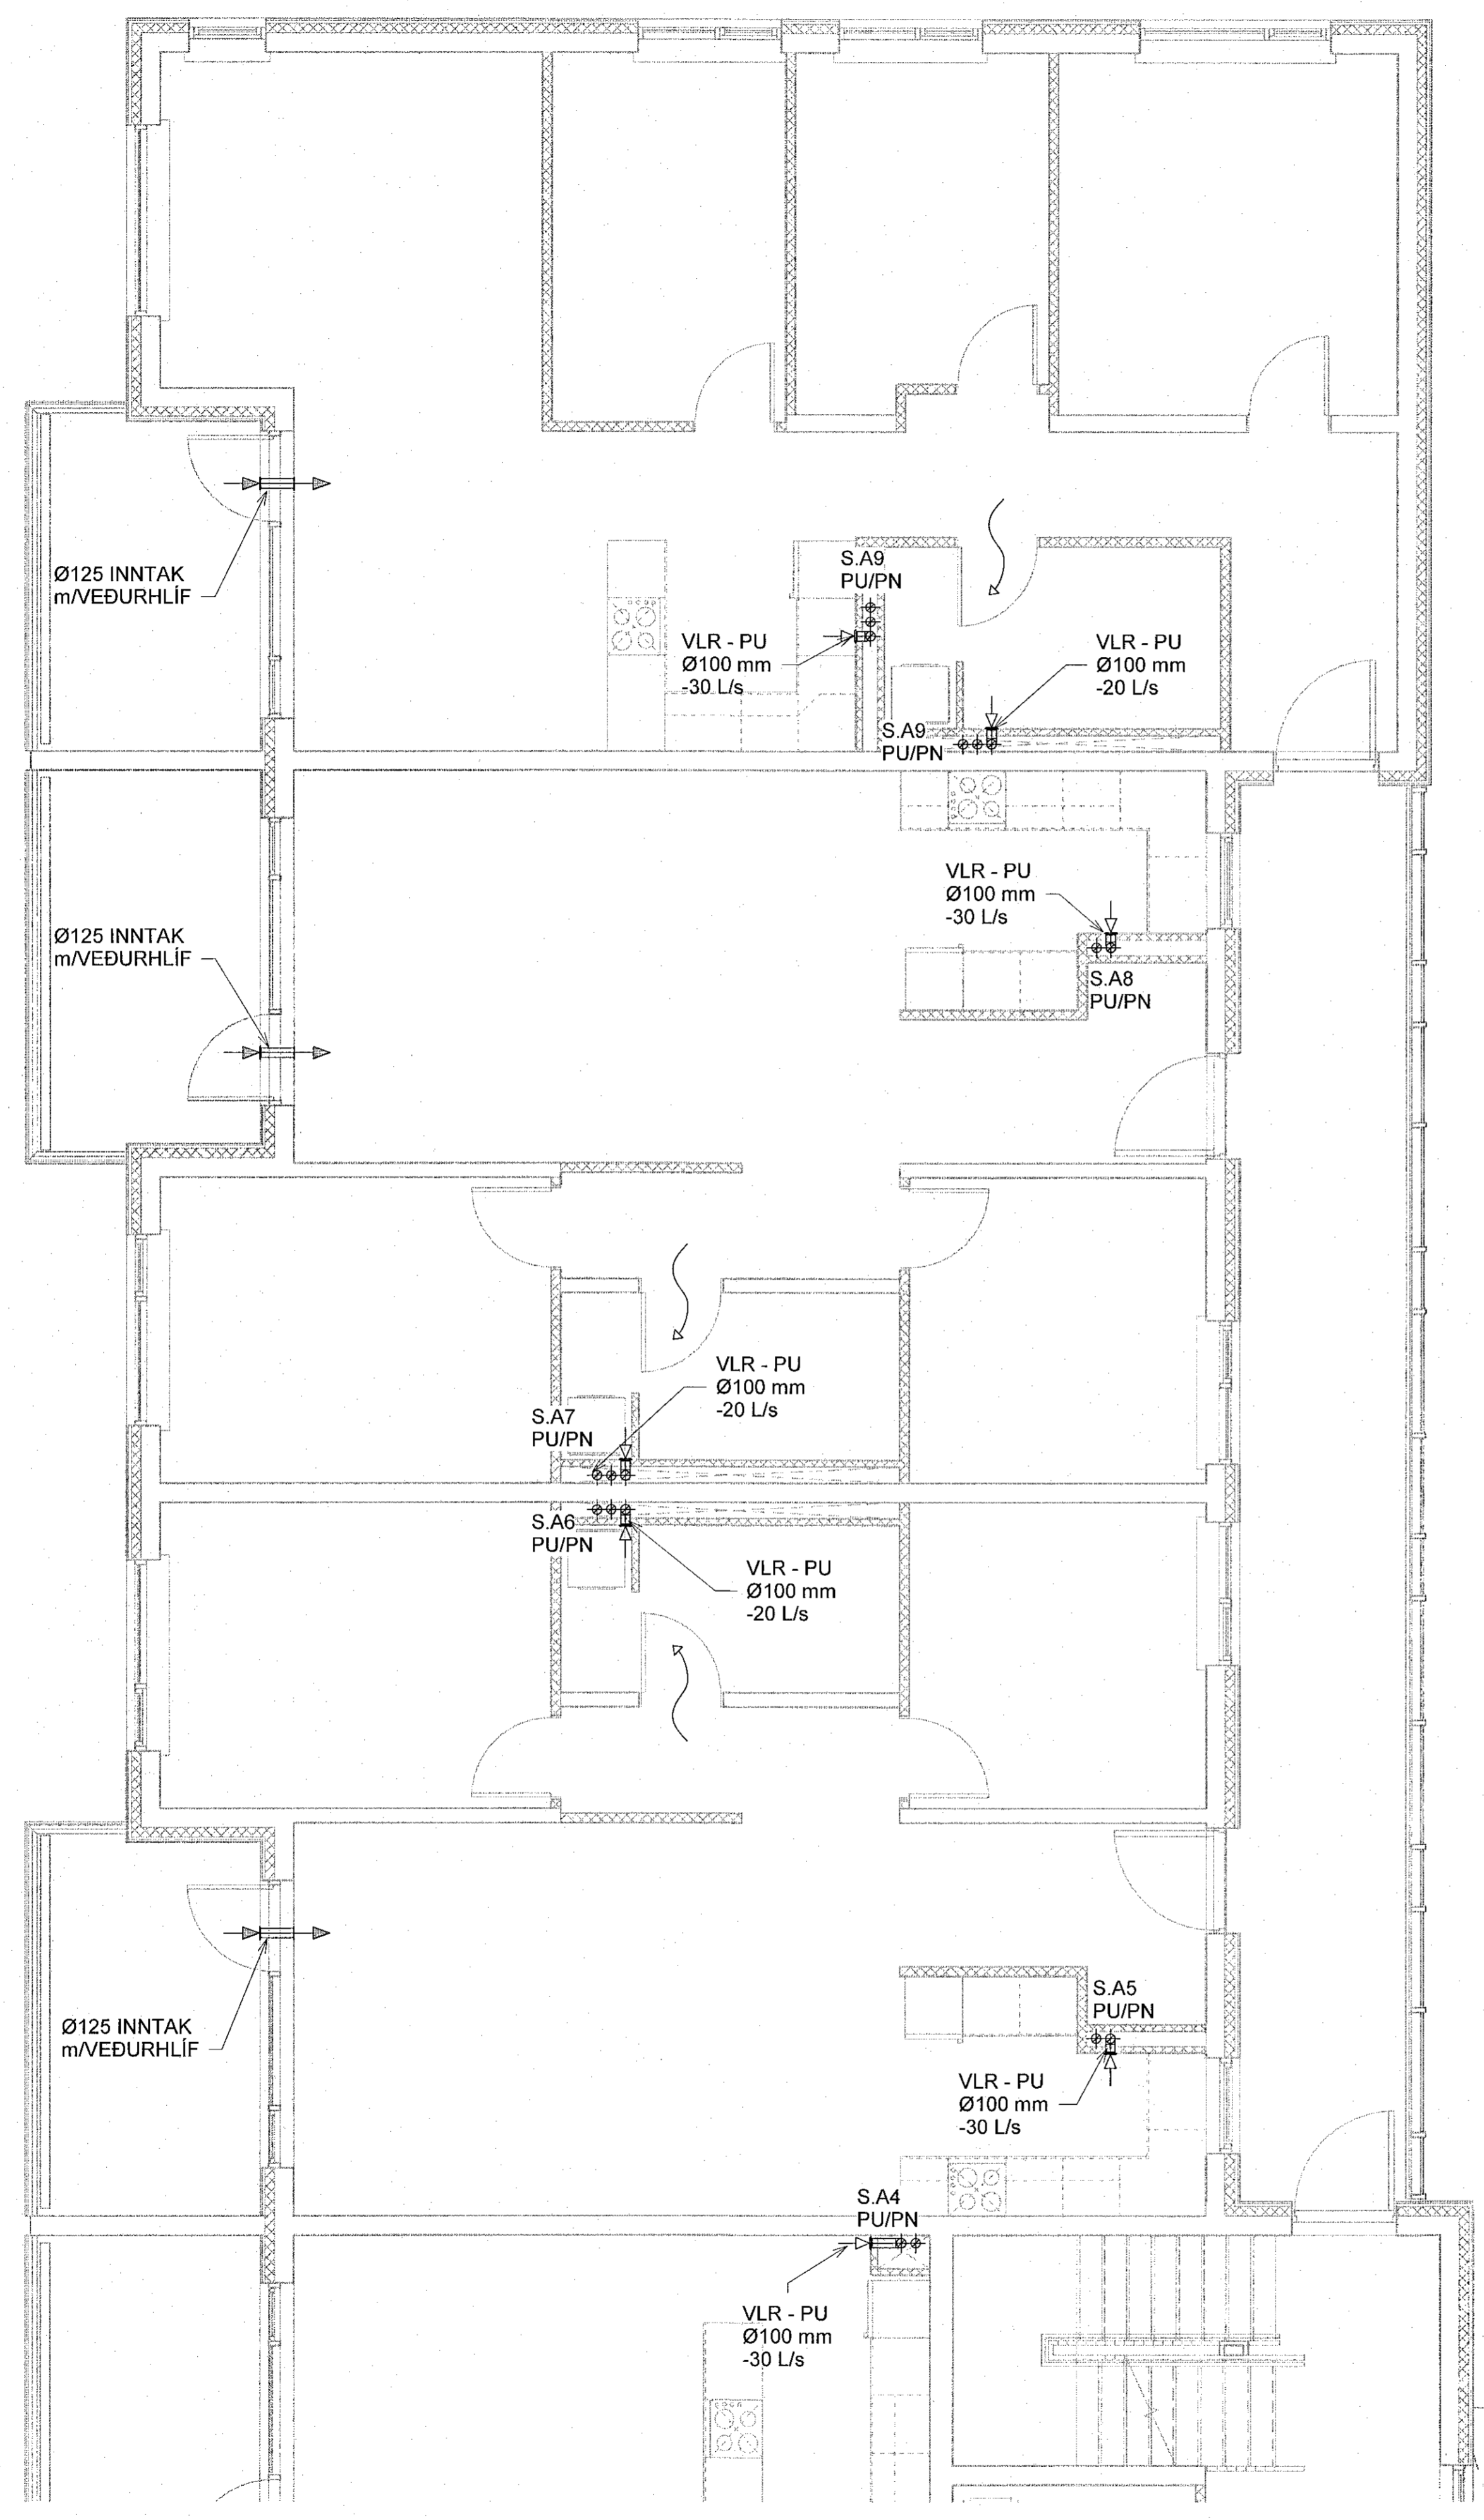 S.A9
PU/PN
Ø125 INNTAK
m/VEÐURHLÍF
VLR - PU
Ø100 mm
-30 L/s
VLR - PU
Ø100 mm
-20 L/s
S.A9
PU/PN
VLR - PU
Ø100 mm
-30 L/s
Ø125 INNTAK
m/VEÐURHLÍF
S.A8
PU/PN
VLR - PU
Ø100 mm
-20 L/s
S.A7
PU/PN
S.A6
PU/PN
VLR - PU
Ø100 mm
-20 L/s
S.A5
PU/PN
Ø125 INNTAK
m/VEÐURHLÍF
VLR - PU
Ø100 mm
-30 L/s
S.A4
PU/PN
VLR - PU
Ø100 mm
-30 L/s